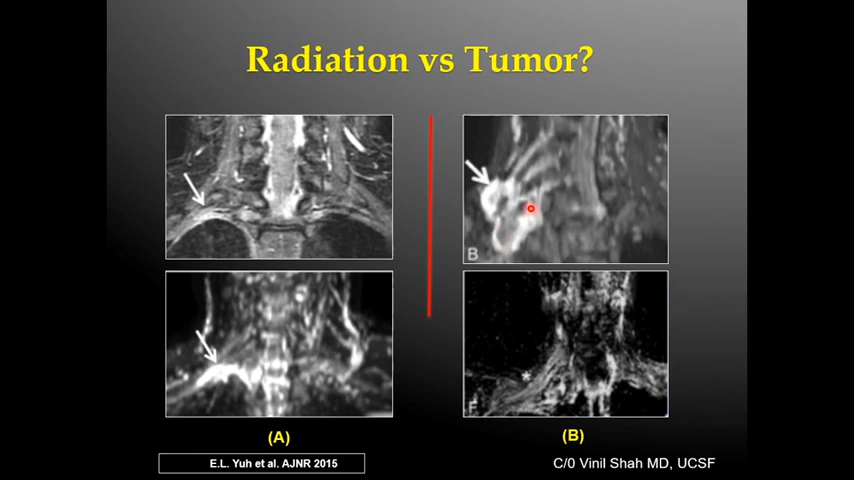 Radiation vs Tumor?
B
F
*
(A)
(B)
E.L. Yuh et al. AJNR 2015
C/0 Vinil Shah MD, UCSF